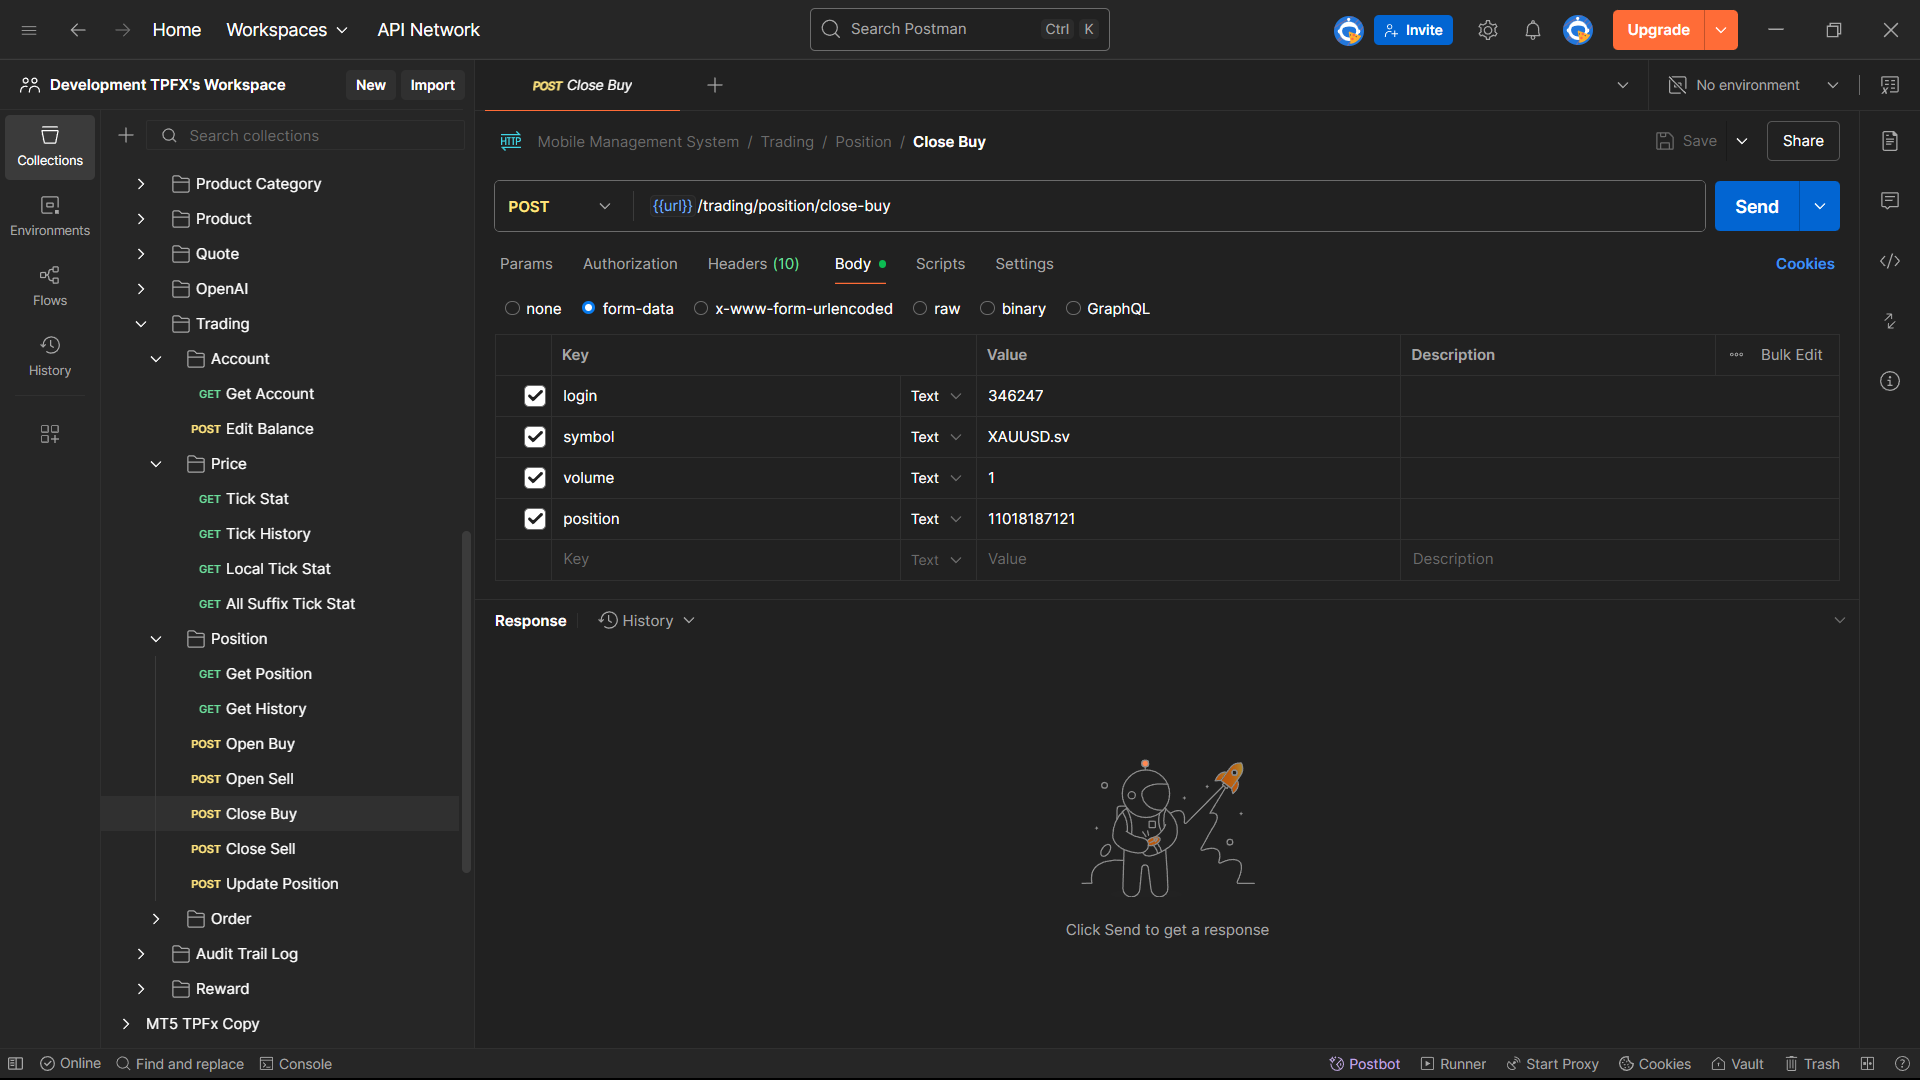 Home Workspaces API Network Search Postman Ctrl K Invite Upgrade
Development TPFX's Workspace New Import POST Close Buy No environment
Collections
Environments
Flows
History
Search collections
Product Category
Product
Quote
OpenAI
Trading
Account
GET Get Account
POST Edit Balance
Price
GET Tick Stat
GET Tick History
GET Local Tick Stat
GET All Suffix Tick Stat
Position
GET Get Position
GET Get History
POST Open Buy
POST Open Sell
POST Close Buy
POST Close Sell
POST Update Position
Order
Audit Trail Log
Reward
MT5 TPFx Copy
HTTP Mobile Management System / Trading / Position / Close Buy Save Share
POST {{url}} /trading/position/close-buy Send
Params Authorization Headers (10) Body Scripts Settings Cookies
none form-data x-www-form-urlencoded raw binary GraphQL
Key Value Description Bulk Edit
login Text 346247
symbol Text XAUUSD.sv
volume Text 1
position Text 11018187121
Key Text Value Description
Response History
Click Send to get a response
Online Find and replace Console Postbot Runner Start Proxy Cookies Vault Trash